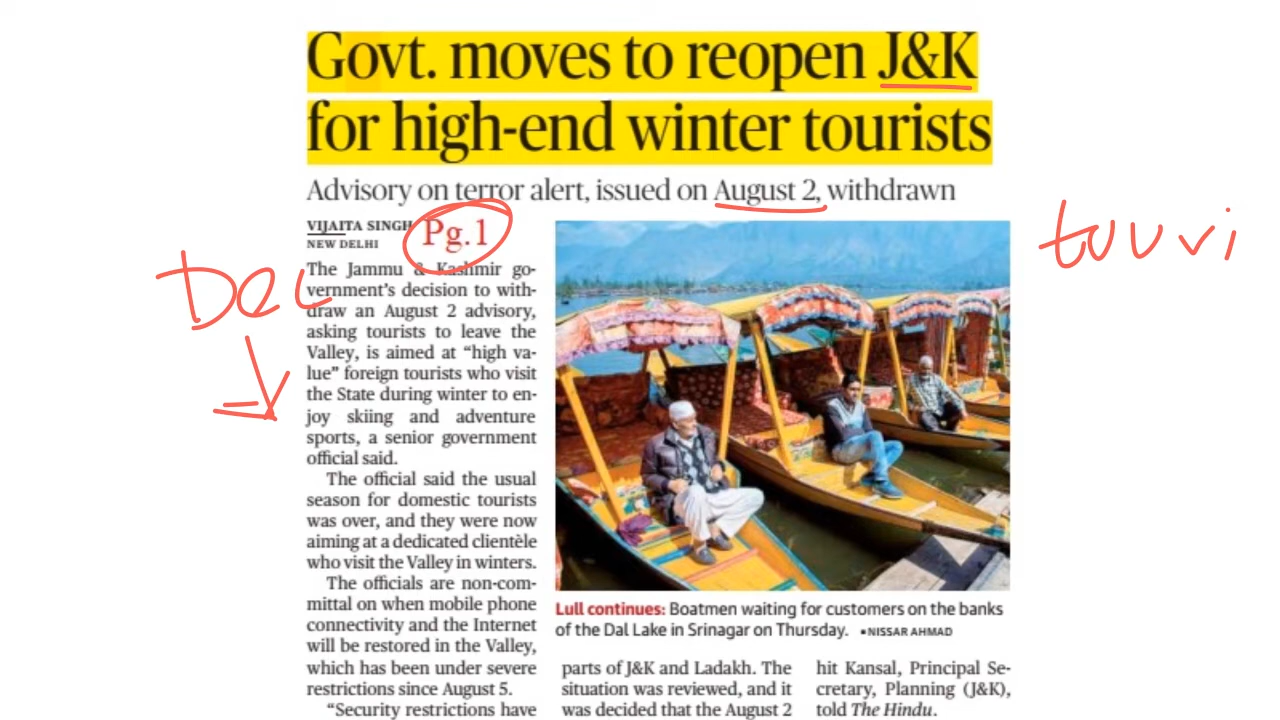 Govt. moves to reopen J&K
for high-end winter tourists
Advisory on terror alert, issued on August 2, withdrawn
VIJAITA SINGH
NEW DELHI
Pg.1
The Jammu & Kashmir go-
vernment's decision to with-
draw an August 2 advisory,
asking tourists to leave the
Valley, is aimed at "high va-
lue" foreign tourists who visit
the State during winter to en-
joy skiing and adventure
sports, a senior government
official said.
The official said the usual
season for domestic tourists
was over, and they were now
aiming at a dedicated clientèle
who visit the Valley in winters.
The officials are non-com-
mittal on when mobile phone
connectivity and the Internet
will be restored in the Valley,
which has been under severe
restrictions since August 5.
"Security restrictions have
Lull continues: Boatmen waiting for customers on the banks
of the Dal Lake in Srinagar on Thursday. ▪NISSAR AHMAD
parts of J&K and Ladakh. The
situation was reviewed, and it
was decided that the August 2
hit Kansal, Principal Se-
cretary, Planning (J&K),
told The Hindu.
touri